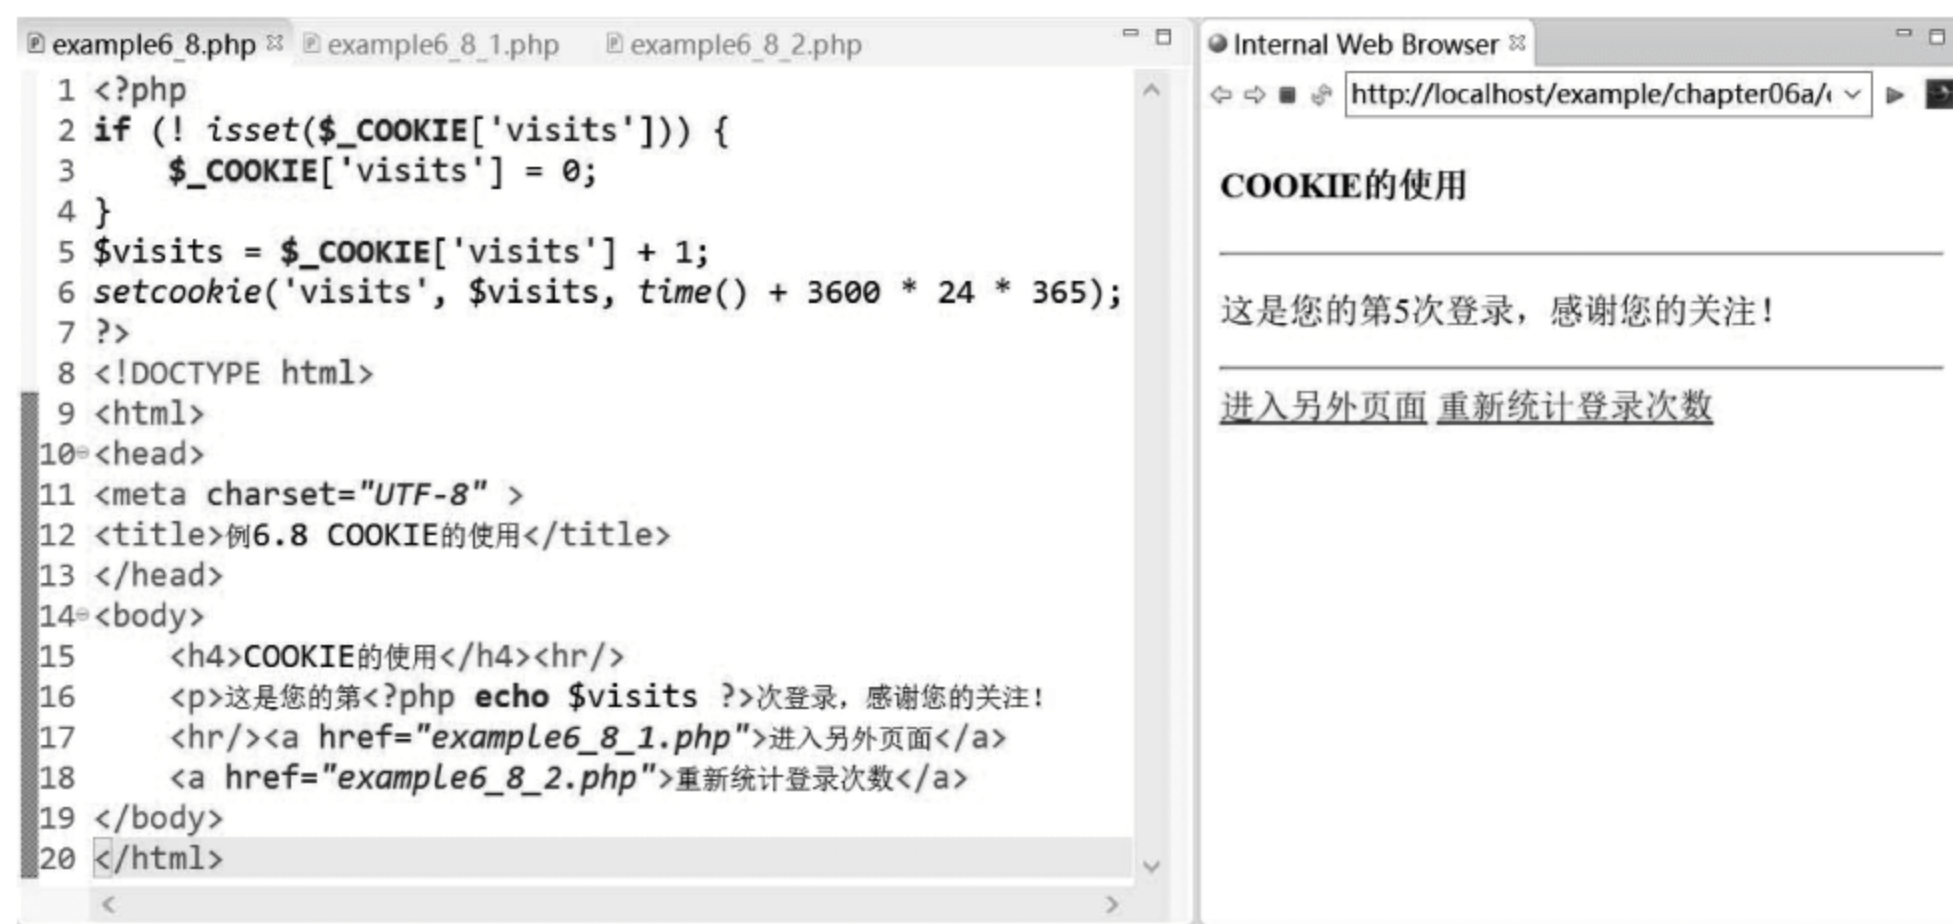 example6_8.php example6_8_1.php example6_8_2.php
1 <?php
2 if (! isset($_COOKIE['visits'])) {
3     $_COOKIE['visits'] = 0;
4 }
5 $visits = $_COOKIE['visits'] + 1;
6 setcookie('visits', $visits, time() + 3600 * 24 * 365);
7 ?>
8 <!DOCTYPE html>
9 <html>
10 <head>
11 <meta charset="UTF-8" >
12 <title>例6.8 COOKIE的使用</title>
13 </head>
14 <body>
15     <h4>COOKIE的使用</h4><hr/>
16     <p>这是您的第<?php echo $visits ?>次登录，感谢您的关注！
17     <hr/><a href="example6_8_1.php">进入另外页面</a>
18     <a href="example6_8_2.php">重新统计登录次数</a>
19 </body>
20 </html>
Internal Web Browser
http://localhost/example/chapter06a/
COOKIE的使用
这是您的第5次登录，感谢您的关注！
进入另外页面 重新统计登录次数